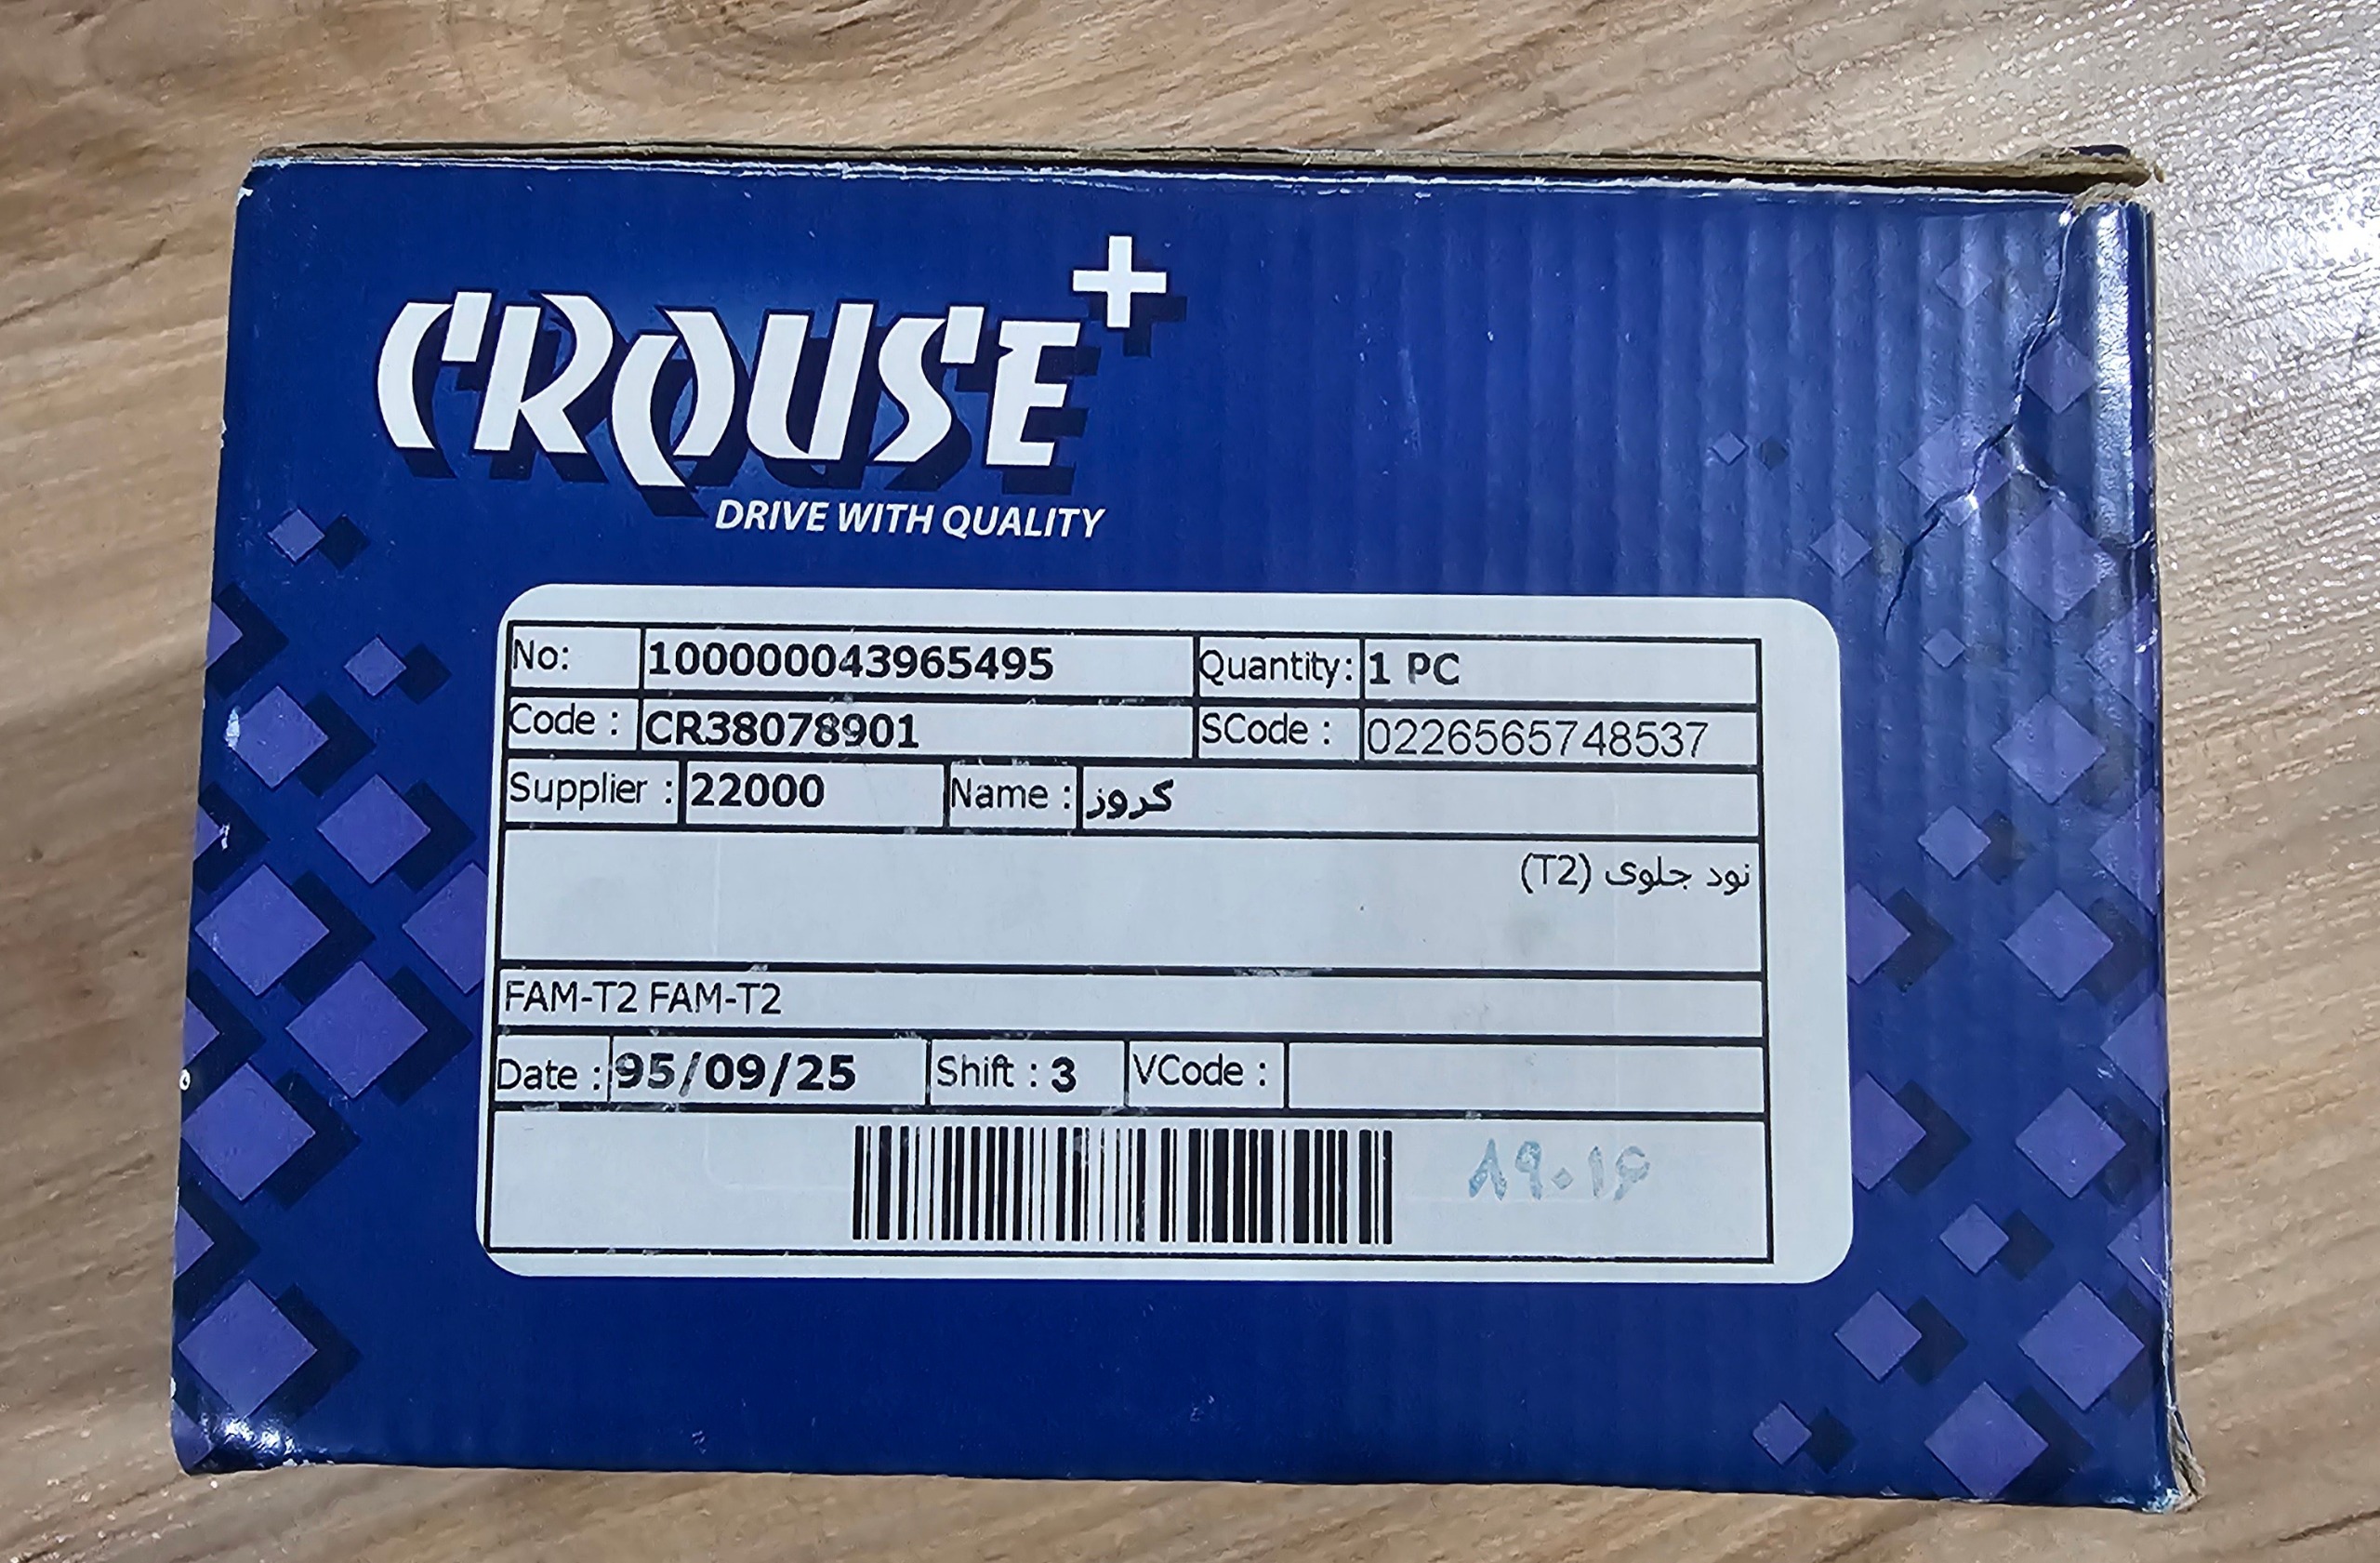 CROUSE+
DRIVE WITH QUALITY
No: 100000043965495 Quantity: 1 PC
Code : CR38078901 SCode : 0226565748537
Supplier : 22000 Name : کروز
نود جلوی (T2)
FAM-T2 FAM-T2
Date : 95/09/25 Shift : 3 VCode :
۸۹۰۱۶